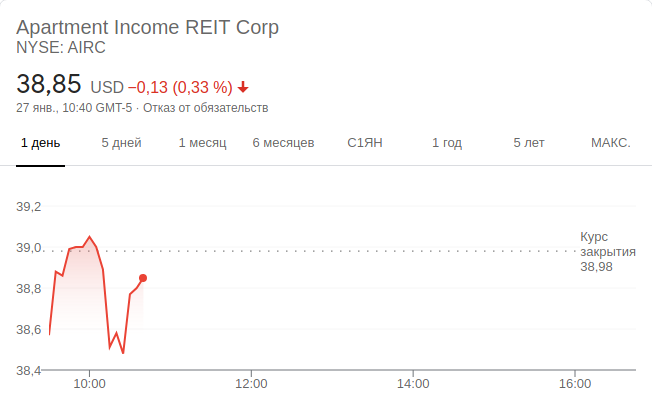 Apartment Income REIT Corp
NYSE: AIRC
38,85 USD −0,13 (0,33 %)
27 янв., 10:40 GMT-5 · Отказ от обязательств
1 день 5 дней 1 месяц 6 месяцев С1ЯН 1 год 5 лет МАКС.
39,2
39,0
38,8
38,6
38,4
Курс
закрытия
38,98
10:00 12:00 14:00 16:00